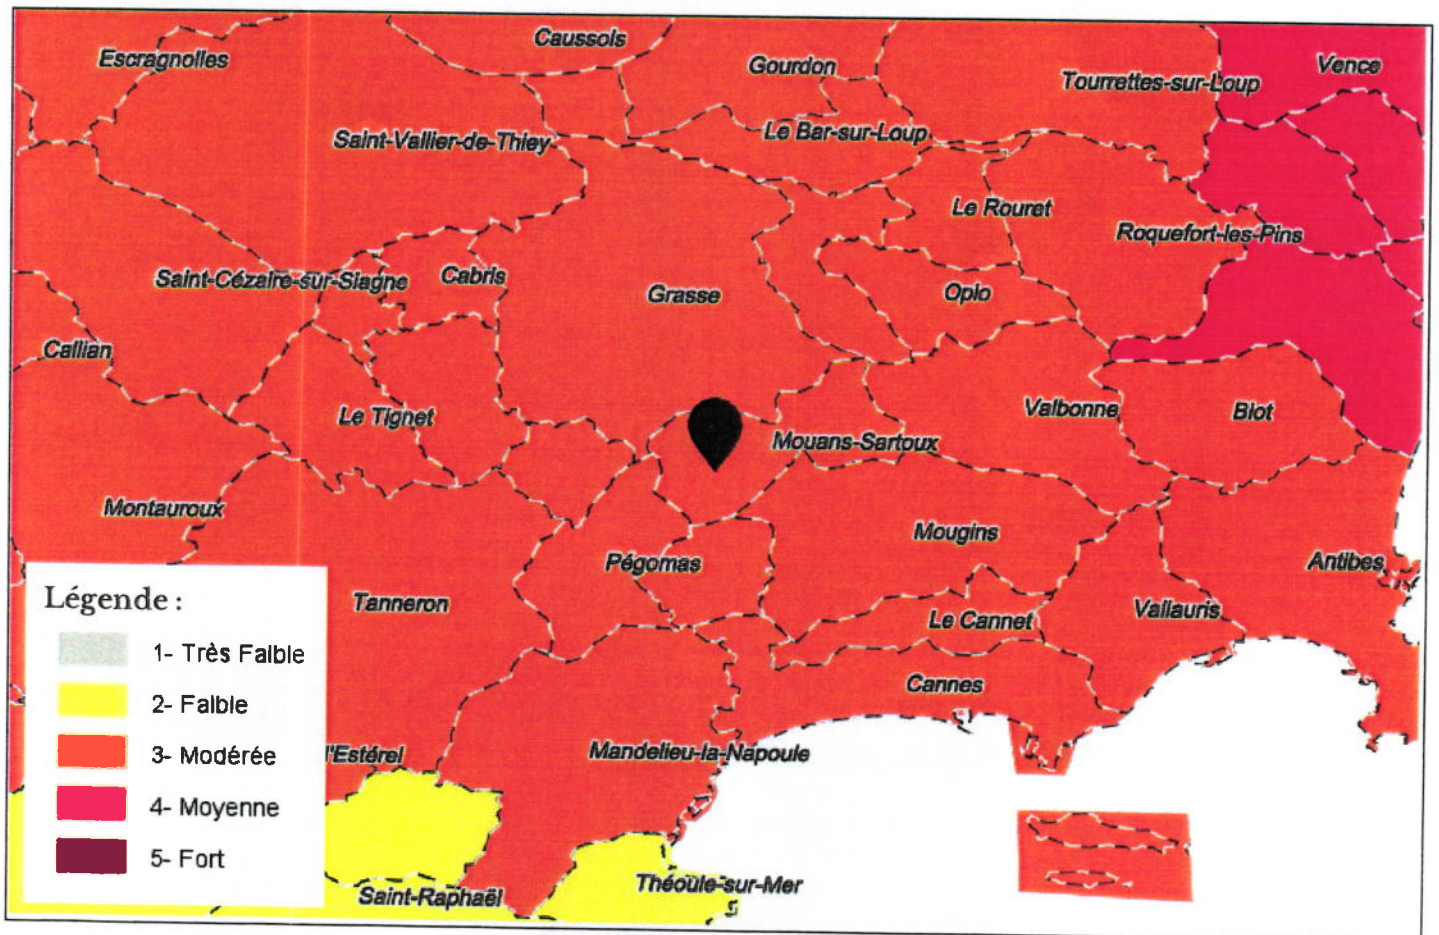 Caussols
Escragnolles
Gourdon
Vence
Tourrettes-sur-Loup
Le Bar-sur-Loup
Saint-Vallier-de-Thiey
Le Rouret
Roquefort-les-Pins
Saint-Cézaire-sur-Siagne
Cabris
Grasse
Opio
Callian
Le Tignet
Valbonne
Biot
Mouans-Sartoux
Montauroux
Mougins
Pégomas
Antibes
Légende :
Tanneron
Le Cannet
Vallauris
1- Très Faible
Cannes
2- Faible
3- Modérée
l'Estérel
Mandelieu-la-Napoule
4- Moyenne
5- Fort
Saint-Raphaël
Théoule-sur-Mer